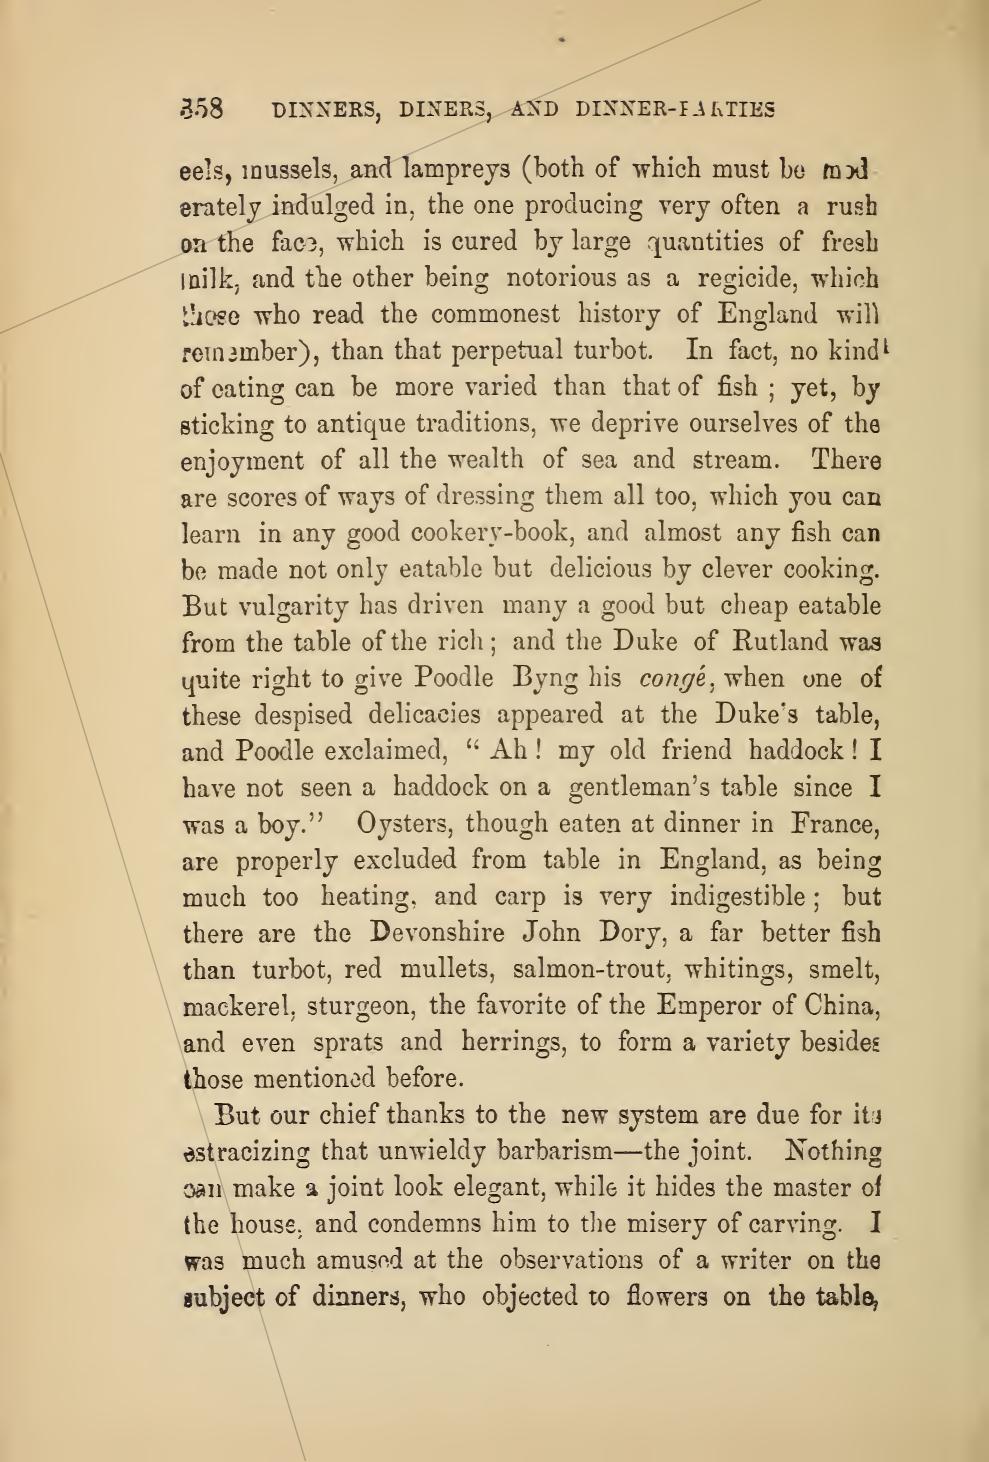 358 DINNERS, DINERS, AND DINNER-PARTIES
eels, mussels, and lampreys (both of which must be mod
erately indulged in, the one producing very often a rush
on the face, which is cured by large quantities of fresh
milk, and the other being notorious as a regicide, which
those who read the commonest history of England will
remember), than that perpetual turbot. In fact, no kind
of eating can be more varied than that of fish ; yet, by
sticking to antique traditions, we deprive ourselves of the
enjoyment of all the wealth of sea and stream. There
are scores of ways of dressing them all too, which you can
learn in any good cookery-book, and almost any fish can
be made not only eatable but delicious by clever cooking.
But vulgarity has driven many a good but cheap eatable
from the table of the rich ; and the Duke of Rutland was
quite right to give Poodle Byng his congé, when one of
these despised delicacies appeared at the Duke's table,
and Poodle exclaimed, “ Ah ! my old friend haddock ! I
have not seen a haddock on a gentleman's table since I
was a boy.” Oysters, though eaten at dinner in France,
are properly excluded from table in England, as being
much too heating, and carp is very indigestible ; but
there are the Devonshire John Dory, a far better fish
than turbot, red mullets, salmon-trout, whitings, smelt,
mackerel, sturgeon, the favorite of the Emperor of China,
and even sprats and herrings, to form a variety besides
those mentioned before.
But our chief thanks to the new system are due for its
ostracizing that unwieldy barbarism—the joint. Nothing
can make a joint look elegant, while it hides the master of
the house, and condemns him to the misery of carving. I
was much amused at the observations of a writer on the
subject of dinners, who objected to flowers on the table,